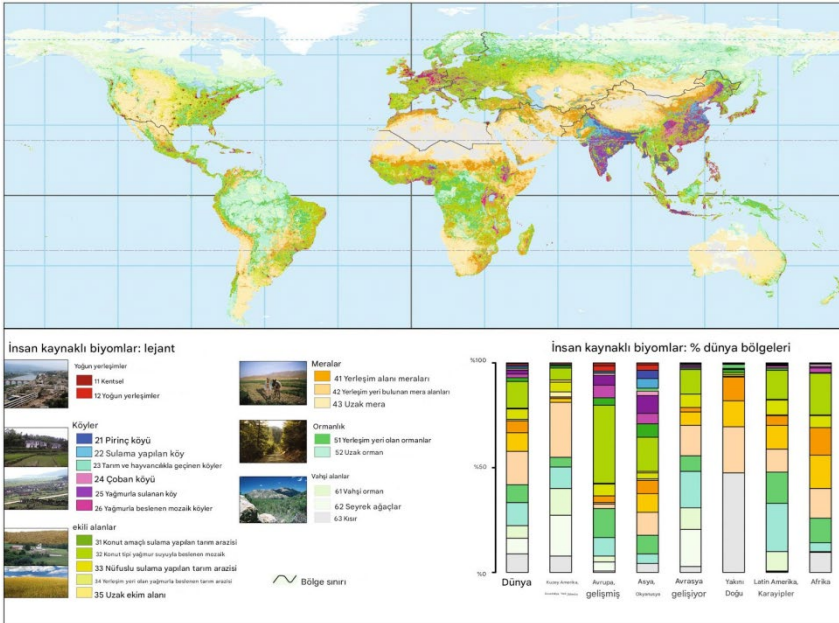 İnsan kaynaklı biyomlar: lejant
Yoğun yerleşimler
11 Kentsel
12 Yoğun yerleşimler
Köyler
21 Pirinç köyü
22 Sulama yapılan köy
23 Tarım ve hayvancılıkla geçinen köyler
24 Çoban köyü
25 Yağmurla sulanan köy
26 Yağmurla beslenen mozaik köyler
ekili alanlar
31 Konut amaçlı sulama yapılan tarım arazisi
32 Konut tipi yağmur suyuyla beslenen mozaik
33 Nüfuslu sulama yapılan tarım arazisi
34 Yerleşim yeri olan yağmurla beslenen tarım arazisi
35 Uzak ekim alanı
Meralar
41 Yerleşim alanı meraları
42 Yerleşim yeri bulunan mera alanları
43 Uzak mera
Ormanlık
51 Yerleşim yeri olan ormanlar
52 Uzak orman
Vahşi alanlar
61 Vahşi orman
62 Seyrek ağaçlar
63 Kısır
Bölge sınırı
İnsan kaynaklı biyomlar: % dünya bölgeleri
%100
%50
%0
Dünya
Kuzey Amerika,
Avrupa,
gelişmiş
Asya,
Okyanusya
Avrasya
gelişiyor
Yakın
Doğu
Latin Amerika,
Karayipler
Afrika